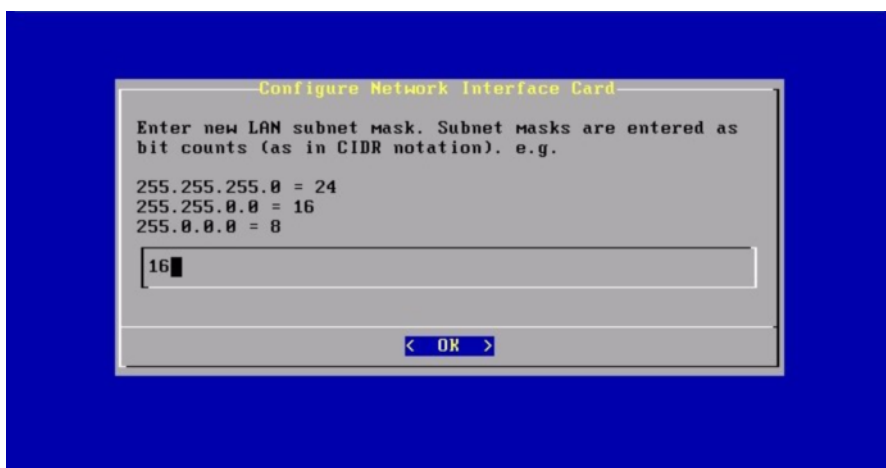 Configure Network Interface Card
Enter new LAN subnet mask. Subnet masks are entered as
bit counts (as in CIDR notation). e.g.
255.255.255.0 = 24
255.255.0.0 = 16
255.0.0.0 = 8
16
< OK >